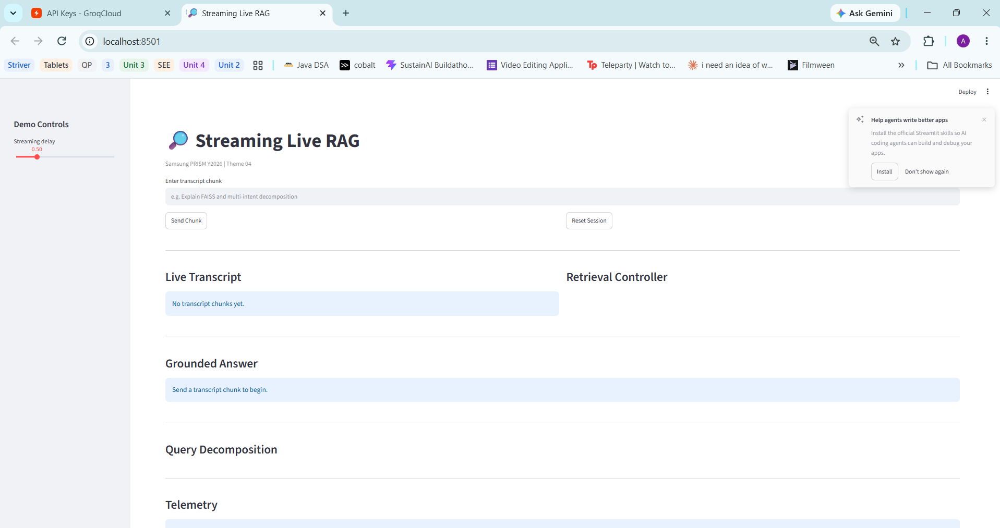 API Keys - GroqCloud
Streaming Live RAG
Ask Gemini
localhost:8501
A
Striver
Tablets
QP
3
Unit 3
SEE
Unit 4
Unit 2
Java DSA
cobalt
SustainAI Buildatho...
Video Editing Appli...
Teleparty | Watch to...
i need an idea of w...
Filmween
All Bookmarks
Deploy
Help agents write better apps
Install the official Streamlit skills so AI
coding agents can build and debug your
apps.
Install
Don't show again
Demo Controls
Streaming delay
0.50
Streaming Live RAG
Samsung PRISM Y2026 | Theme 04
Enter transcript chunk
e.g. Explain FAISS and multi-intent decomposition
Send Chunk
Reset Session
Live Transcript
No transcript chunks yet.
Retrieval Controller
Grounded Answer
Send a transcript chunk to begin.
Query Decomposition
Telemetry